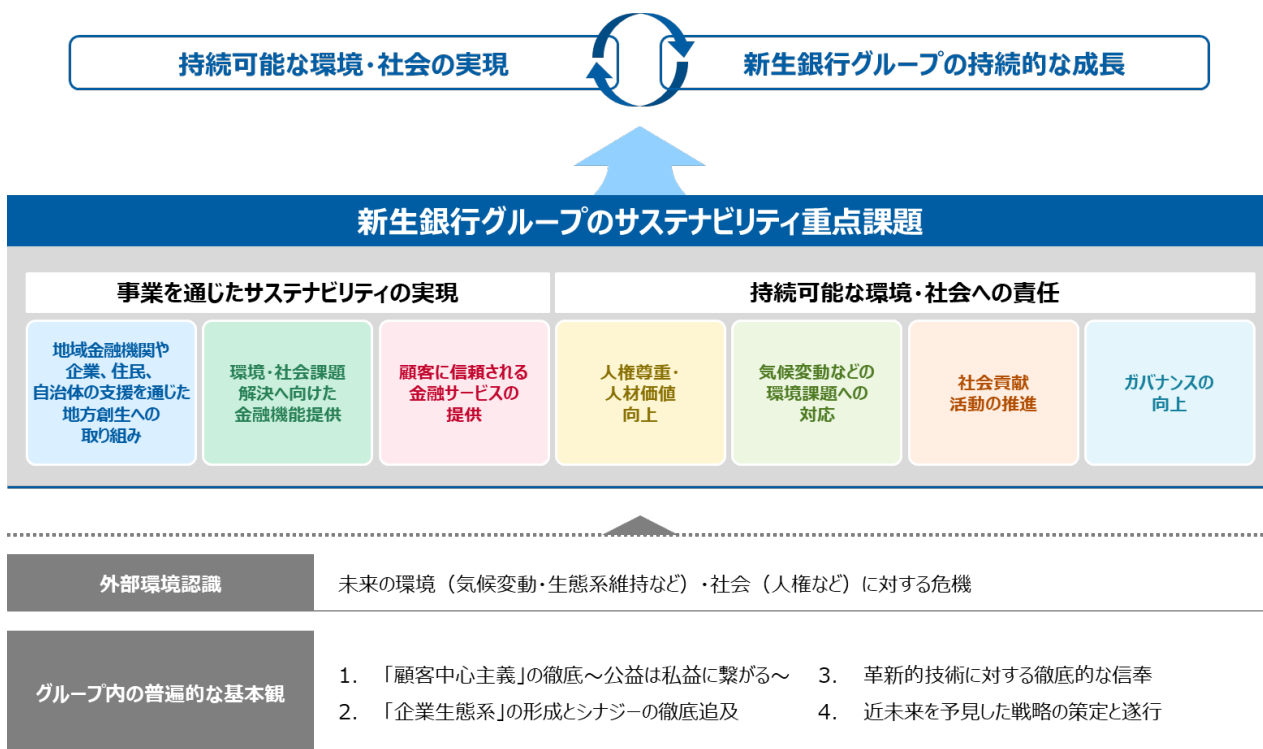 持続可能な環境・社会の実現
新生銀行グループの持続的な成長
新生銀行グループのサステナビリティ重点課題
事業を通じたサステナビリティの実現
持続可能な環境・社会への責任
地域金融機関や
企業、住民、
自治体の支援を通じた
地方創生への
取り組み
環境・社会課題
解決へ向けた
金融機能提供
顧客に信頼される
金融サービスの
提供
人権尊重・
人材価値
向上
気候変動などの
環境課題への
対応
社会貢献
活動の推進
ガバナンスの
向上
外部環境認識
未来の環境（気候変動・生態系維持など）・社会（人権など）に対する危機
グループ内の普遍的な基本観
1. 「顧客中心主義」の徹底～公益は私益に繋がる～
2. 「企業生態系」の形成とシナジーの徹底追及
3. 革新的技術に対する徹底的な信奉
4. 近未来を予見した戦略の策定と遂行